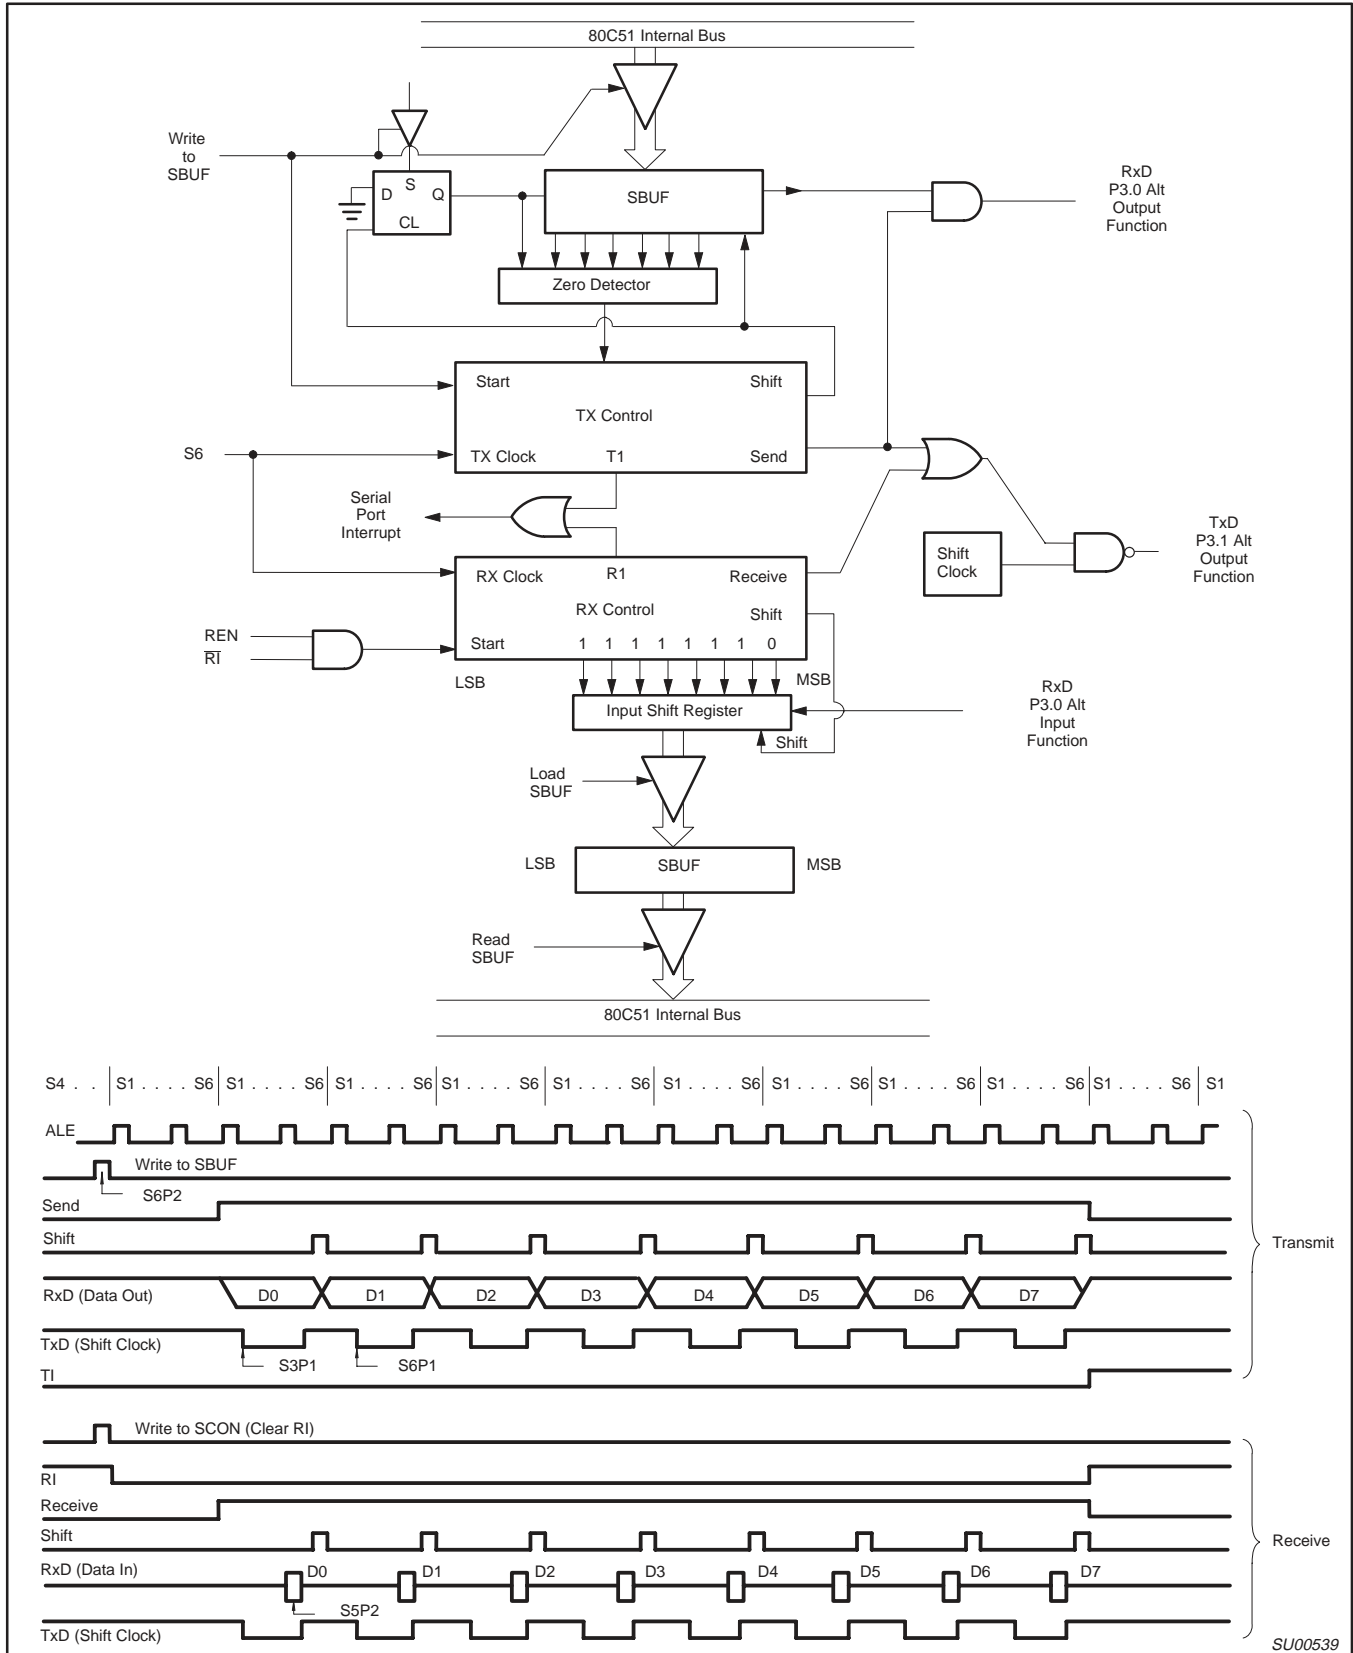 80C51 Internal Bus
Write
to
SBUF
S
D
Q
CL
SBUF
RxD
P3.0 Alt
Output
Function
Zero Detector
Start
Shift
TX Control
S6
TX Clock
T1
Send
Serial
Port
Interrupt
TxD
P3.1 Alt
Output
Function
Shift
Clock
RX Clock
R1
Receive
RX Control
Shift
REN
RI
Start
1 1 1 1 1 1 1 0
LSB
MSB
Input Shift Register
RxD
P3.0 Alt
Input
Function
Shift
Load
SBUF
LSB
SBUF
MSB
Read
SBUF
80C51 Internal Bus
S4 . . S1 . . . . S6 S1 . . . . S6 S1 . . . . S6 S1 . . . . S6 S1 . . . . S6 S1 . . . . S6 S1 . . . . S6 S1 . . . . S6 S1 . . . . S6 S1 . . . . S6 S1
ALE
Write to SBUF
S6P2
Send
Shift
Transmit
RxD (Data Out) D0 D1 D2 D3 D4 D5 D6 D7
TxD (Shift Clock)
S3P1 S6P1
TI
Write to SCON (Clear RI)
RI
Receive
Shift
Receive
RxD (Data In) D0 D1 D2 D3 D4 D5 D6 D7
S5P2
TxD (Shift Clock)
SU00539